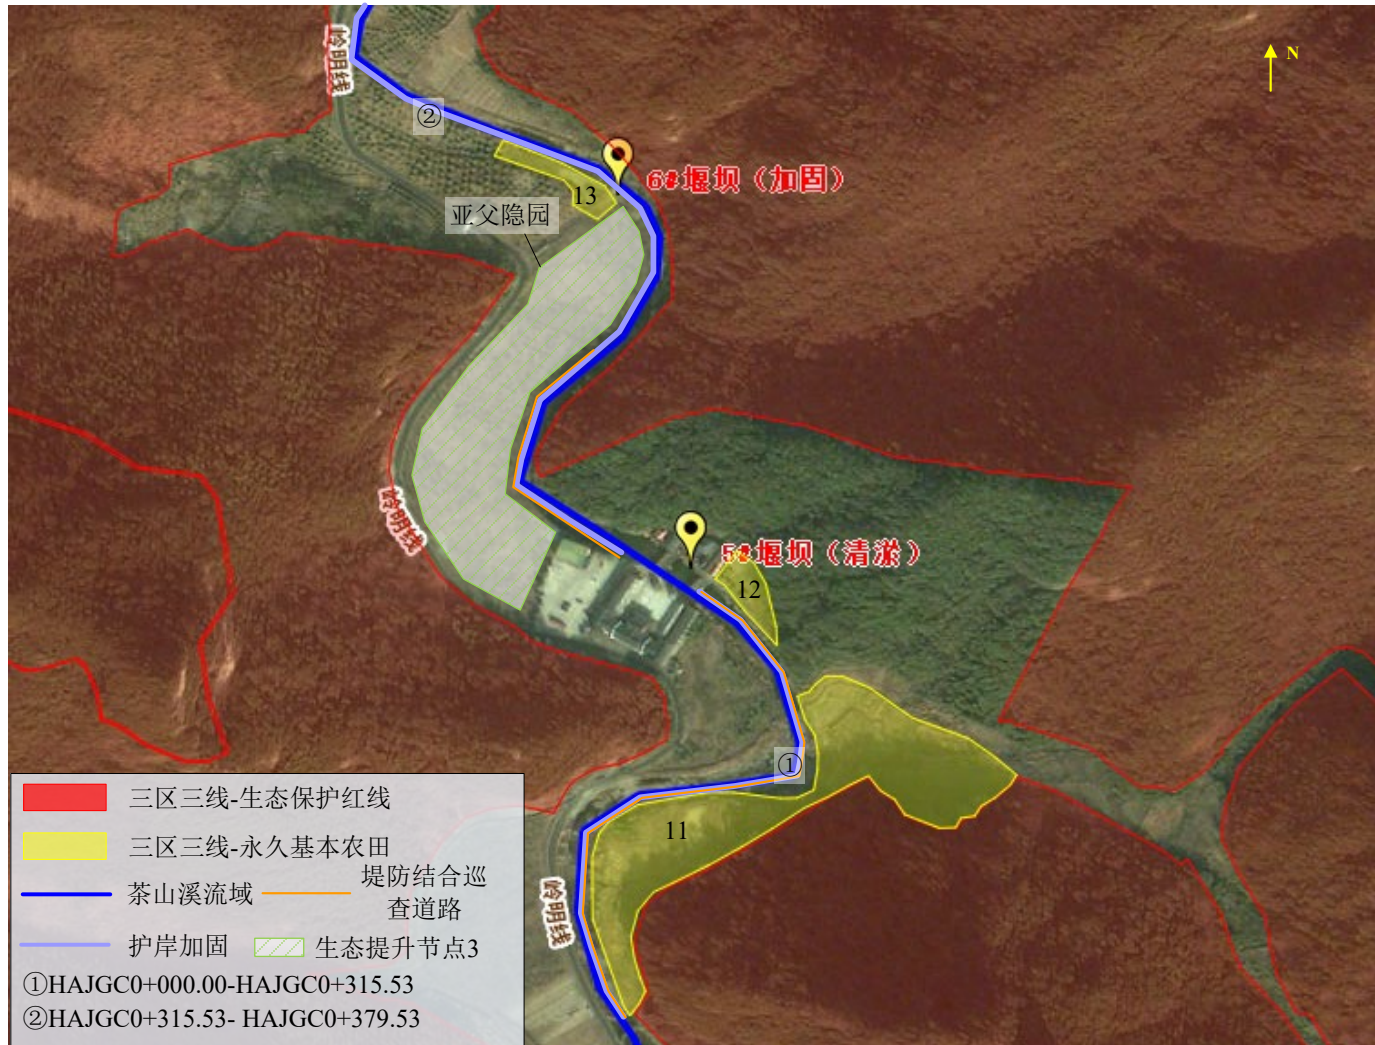 岭明线
N
②
6#堰坝（加固）
13
亚父隐园
岭明线
5#堰坝（清淤）
12
①
11
岭明线
三区三线-生态保护红线
三区三线-永久基本农田
茶山溪流域
堤防结合巡
查道路
护岸加固
生态提升节点3
①HAJGC0+000.00-HAJGC0+315.53
②HAJGC0+315.53- HAJGC0+379.53